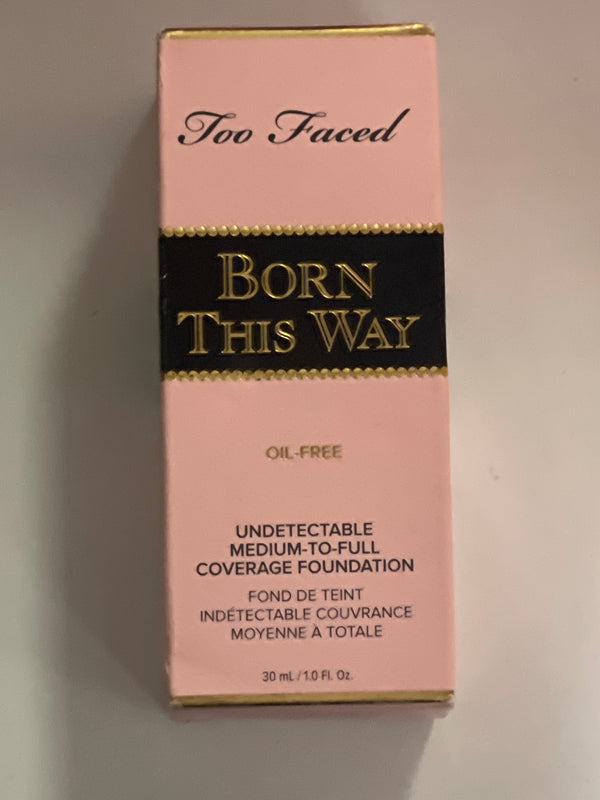 Too Faced
BORN
THIS WAY
OIL-FREE
UNDETECTABLE
MEDIUM-TO-FULL
COVERAGE FOUNDATION
FOND DE TEINT
INDÉTECTABLE COUVRANCE
MOYENNE À TOTALE
30 mL / 1.0 Fl. Oz.